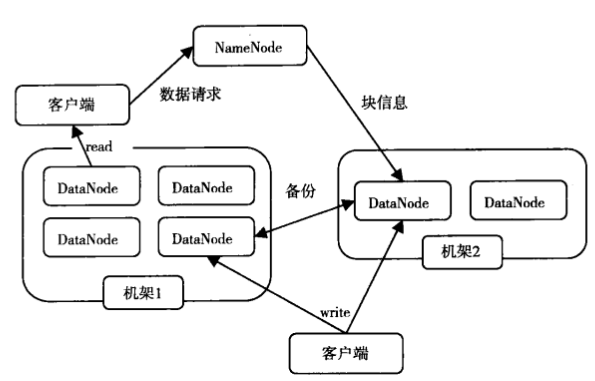 NameNode
客户端
数据请求
块信息
read
DataNode
DataNode
备份
DataNode
DataNode
DataNode
DataNode
机架1
机架2
write
客户端